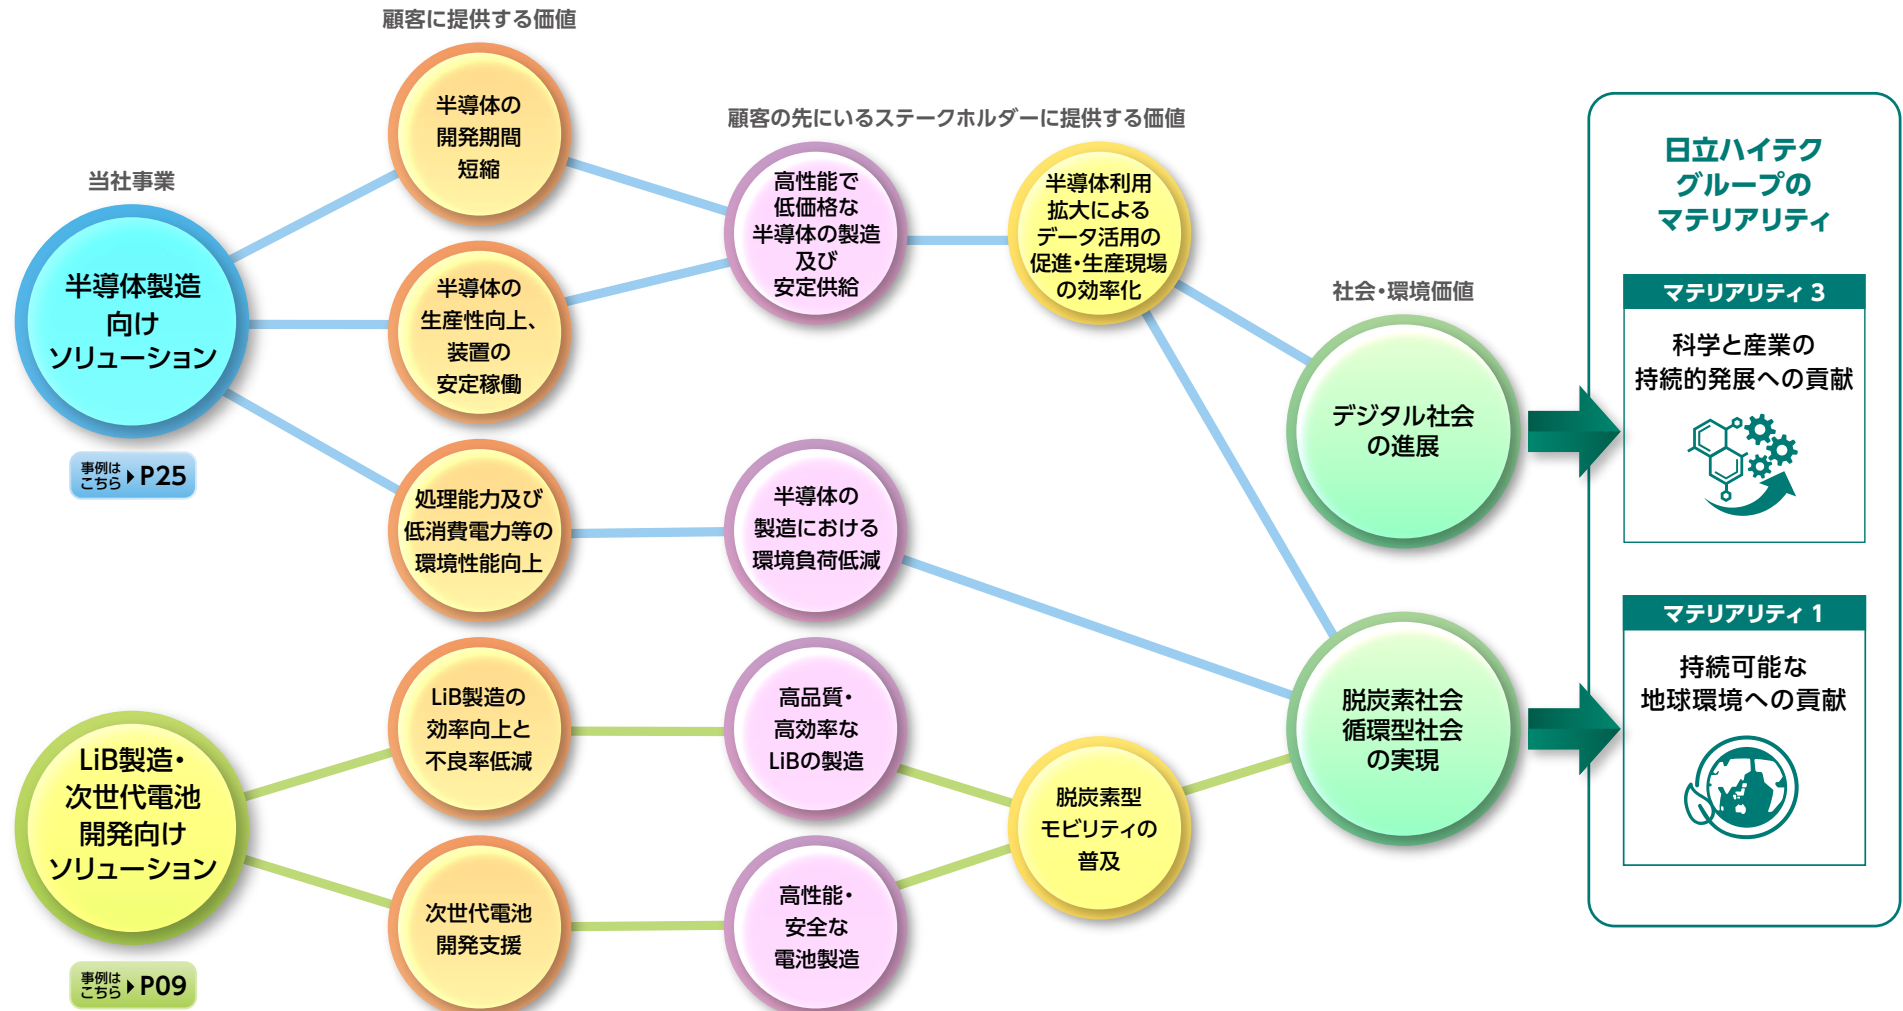 顧客に提供する価値
半導体の
開発期間
短縮
顧客の先にいるステークホルダーに提供する価値
当社事業
半導体製造
向け
ソリューション
事例は
こちら
P25
半導体の
生産性向上、
装置の
安定稼働
高性能で
低価格な
半導体の製造
及び
安定供給
半導体利用
拡大による
データ活用の
促進・生産現場
の効率化
処理能力及び
低消費電力等の
環境性能向上
半導体の
製造における
環境負荷低減
社会・環境価値
デジタル社会
の進展
LiB製造・
次世代電池
開発向け
ソリューション
事例は
こちら
P09
LiB製造の
効率向上と
不良率低減
高品質・
高効率な
LiBの製造
次世代電池
開発支援
高性能・
安全な
電池製造
脱炭素型
モビリティの
普及
脱炭素社会
循環型社会
の実現
日立ハイテク
グループの
マテリアリティ
マテリアリティ 3
科学と産業の
持続的発展への貢献
マテリアリティ 1
持続可能な
地球環境への貢献